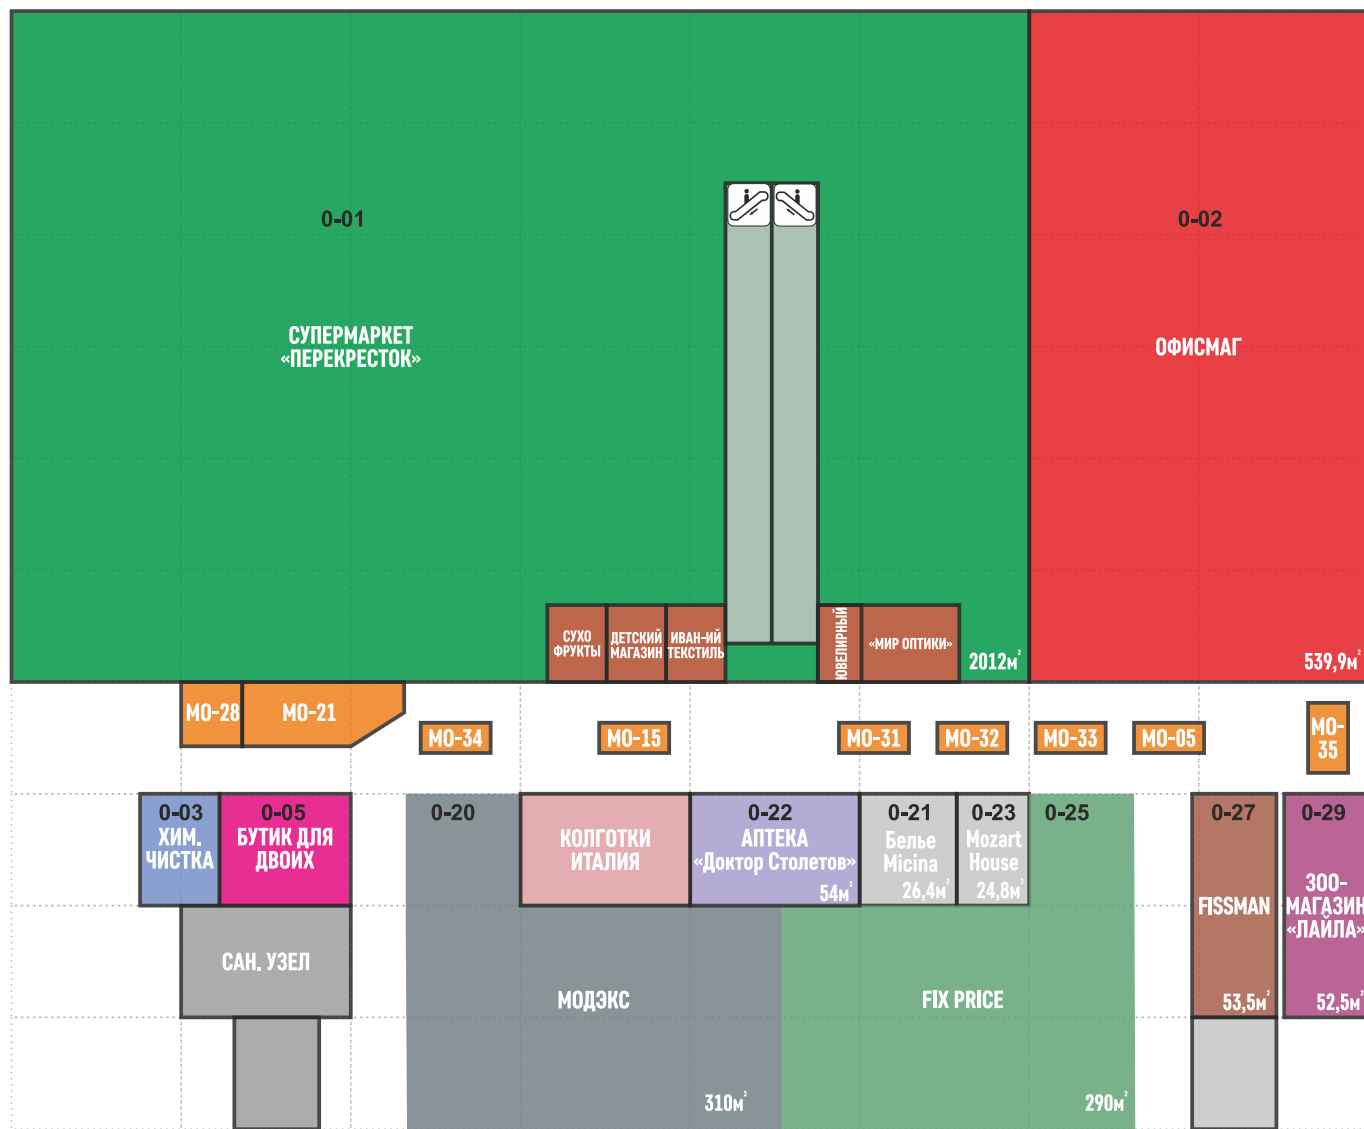 0-01
0-02
СУПЕРМАРКЕТ
«ПЕРЕКРЕСТОК»
ОФИСМАГ
СУХО
ФРУКТЫ
ДЕТСКИЙ
МАГАЗИН
ИВАН-ИЙ
ТЕКСТИЛЬ
ЮВЕЛИРНЫЙ
«МИР ОПТИКИ»
2012м²
539,9м²
МО-28
МО-21
МО-34
МО-15
МО-31
МО-32
МО-33
МО-05
МО-
35
0-03
ХИМ.
ЧИСТКА
0-05
БУТИК ДЛЯ
ДВОИХ
0-20
КОЛГОТКИ
ИТАЛИЯ
0-22
АПТЕКА
«Доктор Столетов»
54м²
0-21
Белье
Micina
26,4м²
0-23
Mozart
House
24,8м²
0-25
0-27
FISSMAN
53,5м²
0-29
ЗОО-
МАГАЗИН
«ЛАЙЛА»
52,5м²
САН. УЗЕЛ
МОДЭКС
310м²
FIX PRICE
290м²